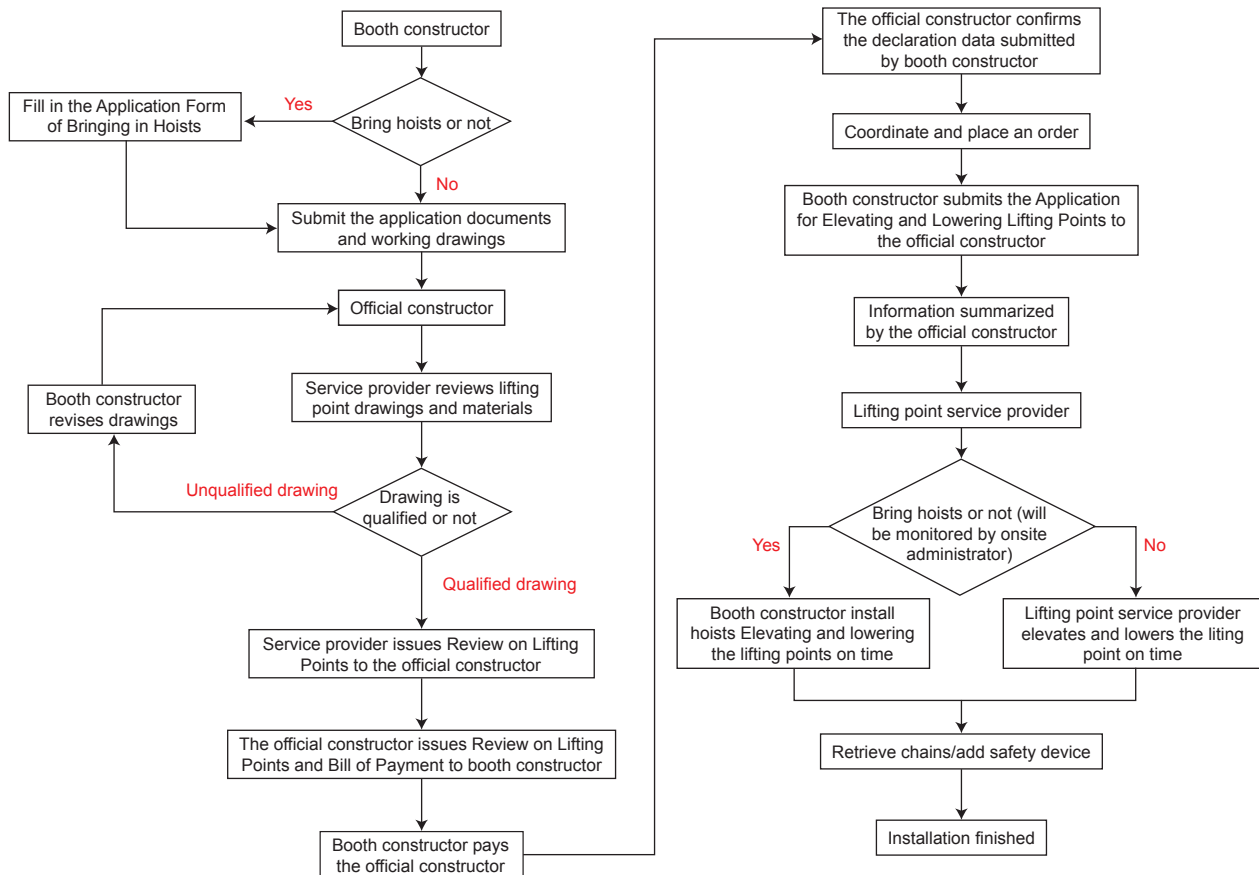 Booth constructor
Bring hoists or not
Yes
Fill in the Application Form
of Bringing in Hoists
No
Submit the application documents
and working drawings
Official constructor
Service provider reviews lifting
point drawings and materials
Booth constructor
revises drawings
Unqualified drawing
Drawing is
qualified or not
Qualified drawing
Service provider issues Review on Lifting
Points to the official constructor
The official constructor issues Review on Lifting
Points and Bill of Payment to booth constructor
Booth constructor pays
the official constructor
The official constructor confirms
the declaration data submitted
by booth constructor
Coordinate and place an order
Booth constructor submits the Application
for Elevating and Lowering Lifting Points to
the official constructor
Information summarized
by the official constructor
Lifting point service provider
Bring hoists or not (will
be monitored by onsite
administrator)
Yes
No
Booth constructor install
hoists Elevating and lowering
the lifting points on time
Lifting point service provider
elevates and lowers the liting
point on time
Retrieve chains/add safety device
Installation finished